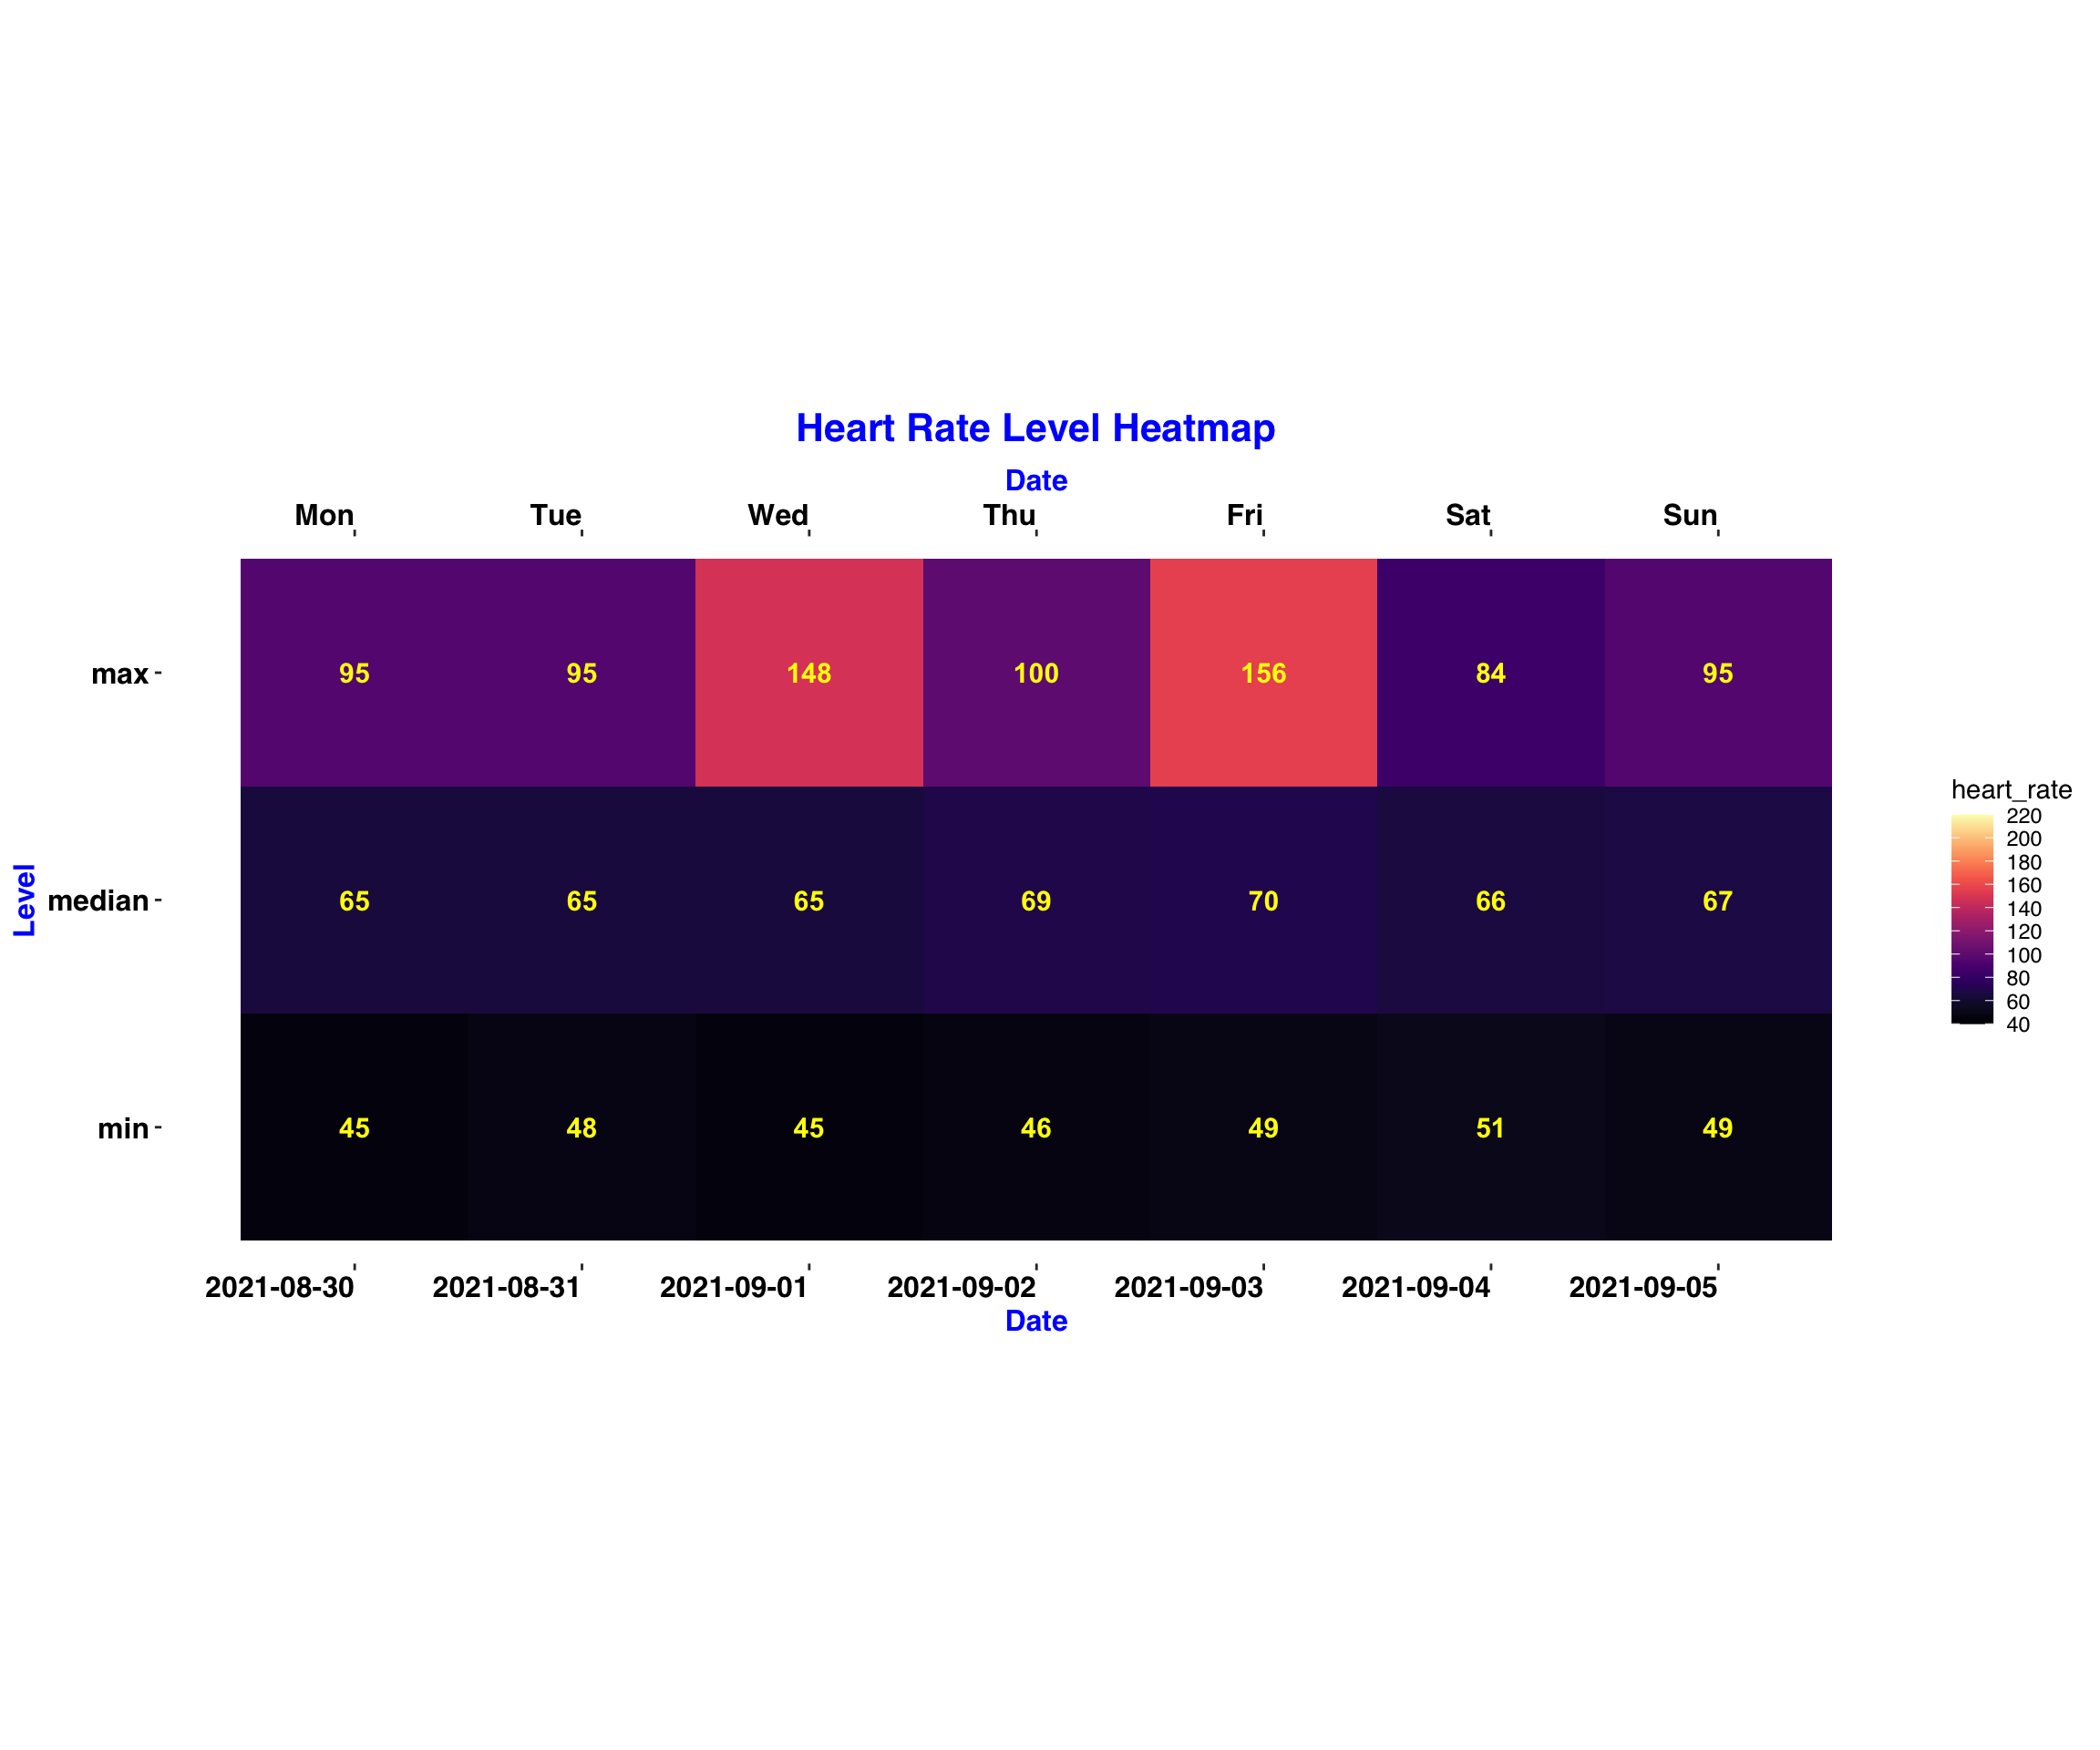 Heart Rate Level Heatmap
Date
Mon Tue Wed Thu Fri Sat Sun
max 95 95 148 100 156 84 95
Level
median 65 65 65 69 70 66 67
min 45 48 45 46 49 51 49
2021-08-30 2021-08-31 2021-09-01 2021-09-02 2021-09-03 2021-09-04 2021-09-05
Date
heart_rate
220
200
180
160
140
120
100
80
60
40